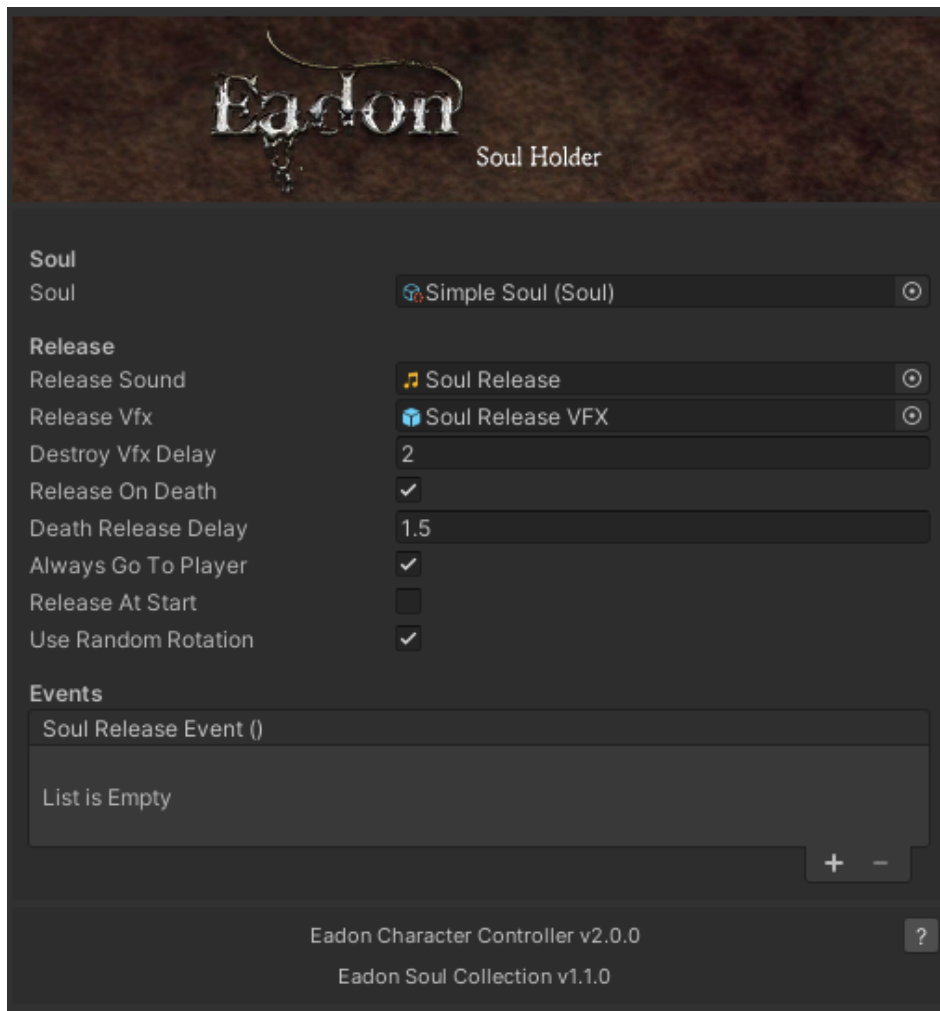 Eadon
Soul Holder
Soul
Soul Simple Soul (Soul)
Release
Release Sound Soul Release
Release Vfx Soul Release VFX
Destroy Vfx Delay 2
Release On Death
Death Release Delay 1.5
Always Go To Player
Release At Start
Use Random Rotation
Events
Soul Release Event ()
List is Empty
+ −
Eadon Character Controller v2.0.0 ?
Eadon Soul Collection v1.1.0